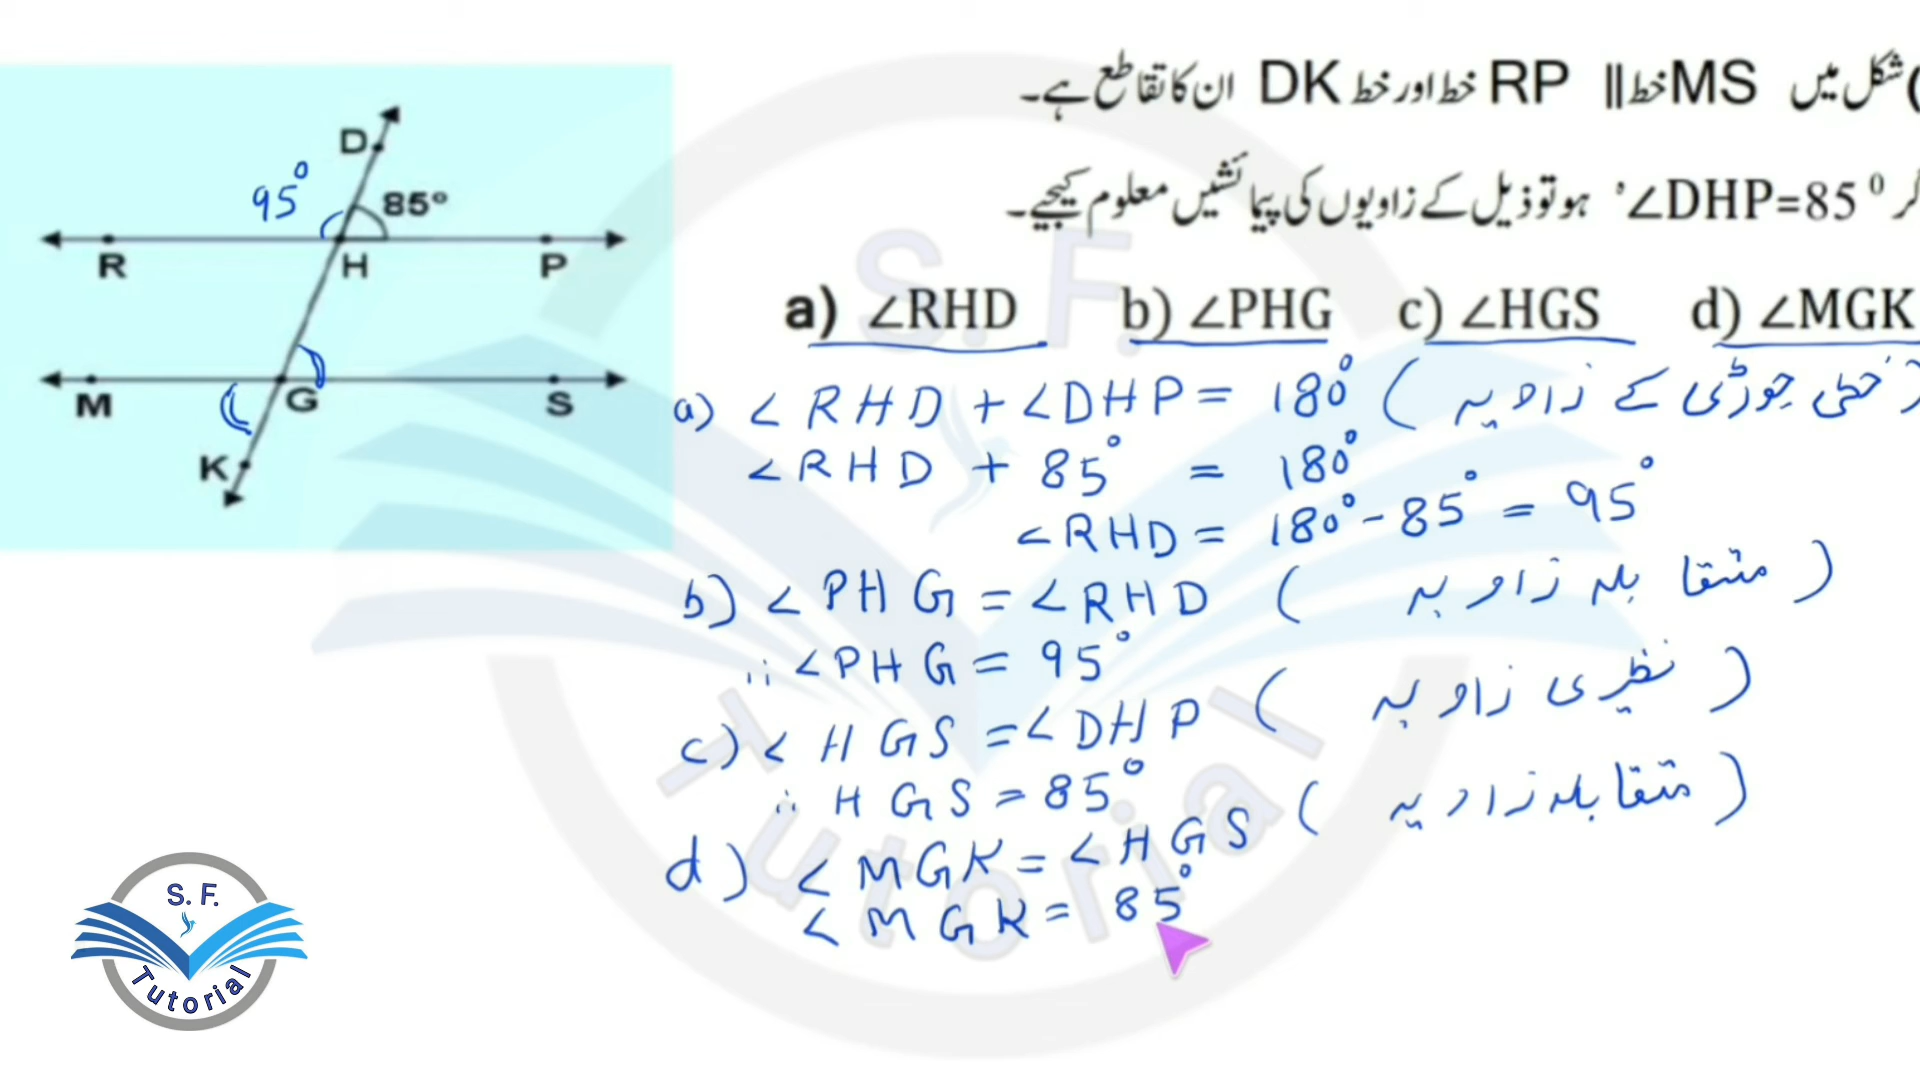 شکل میں MS خط || RP خط اور خط DK ان کا تقاطع ہے۔
∠DHP=85⁰ ' ہو تو ذیل کے زاویوں کی پیمائشیں معلوم کیجیے۔
a) ∠RHD b) ∠PHG c) ∠HGS d) ∠MGK
D
95°
85°
R H P
M G S
K
a) ∠RHD + ∠DHP = 180° ( خطی جوڑی کے زاویہ
∠RHD + 85° = 180°
∠RHD = 180° - 85° = 95°
b) ∠PHG = ∠RHD ( متقابلہ زاویہ )
∴ ∠PHG = 95°
c) ∠HGS = ∠DHP ( نظیری زاویہ )
∴ HGS = 85°
d) ∠MGK = ∠HGS ( متقابلہ زاویہ )
∠MGK = 85°
S. F.
Tutorial
S. F.
Tutorial